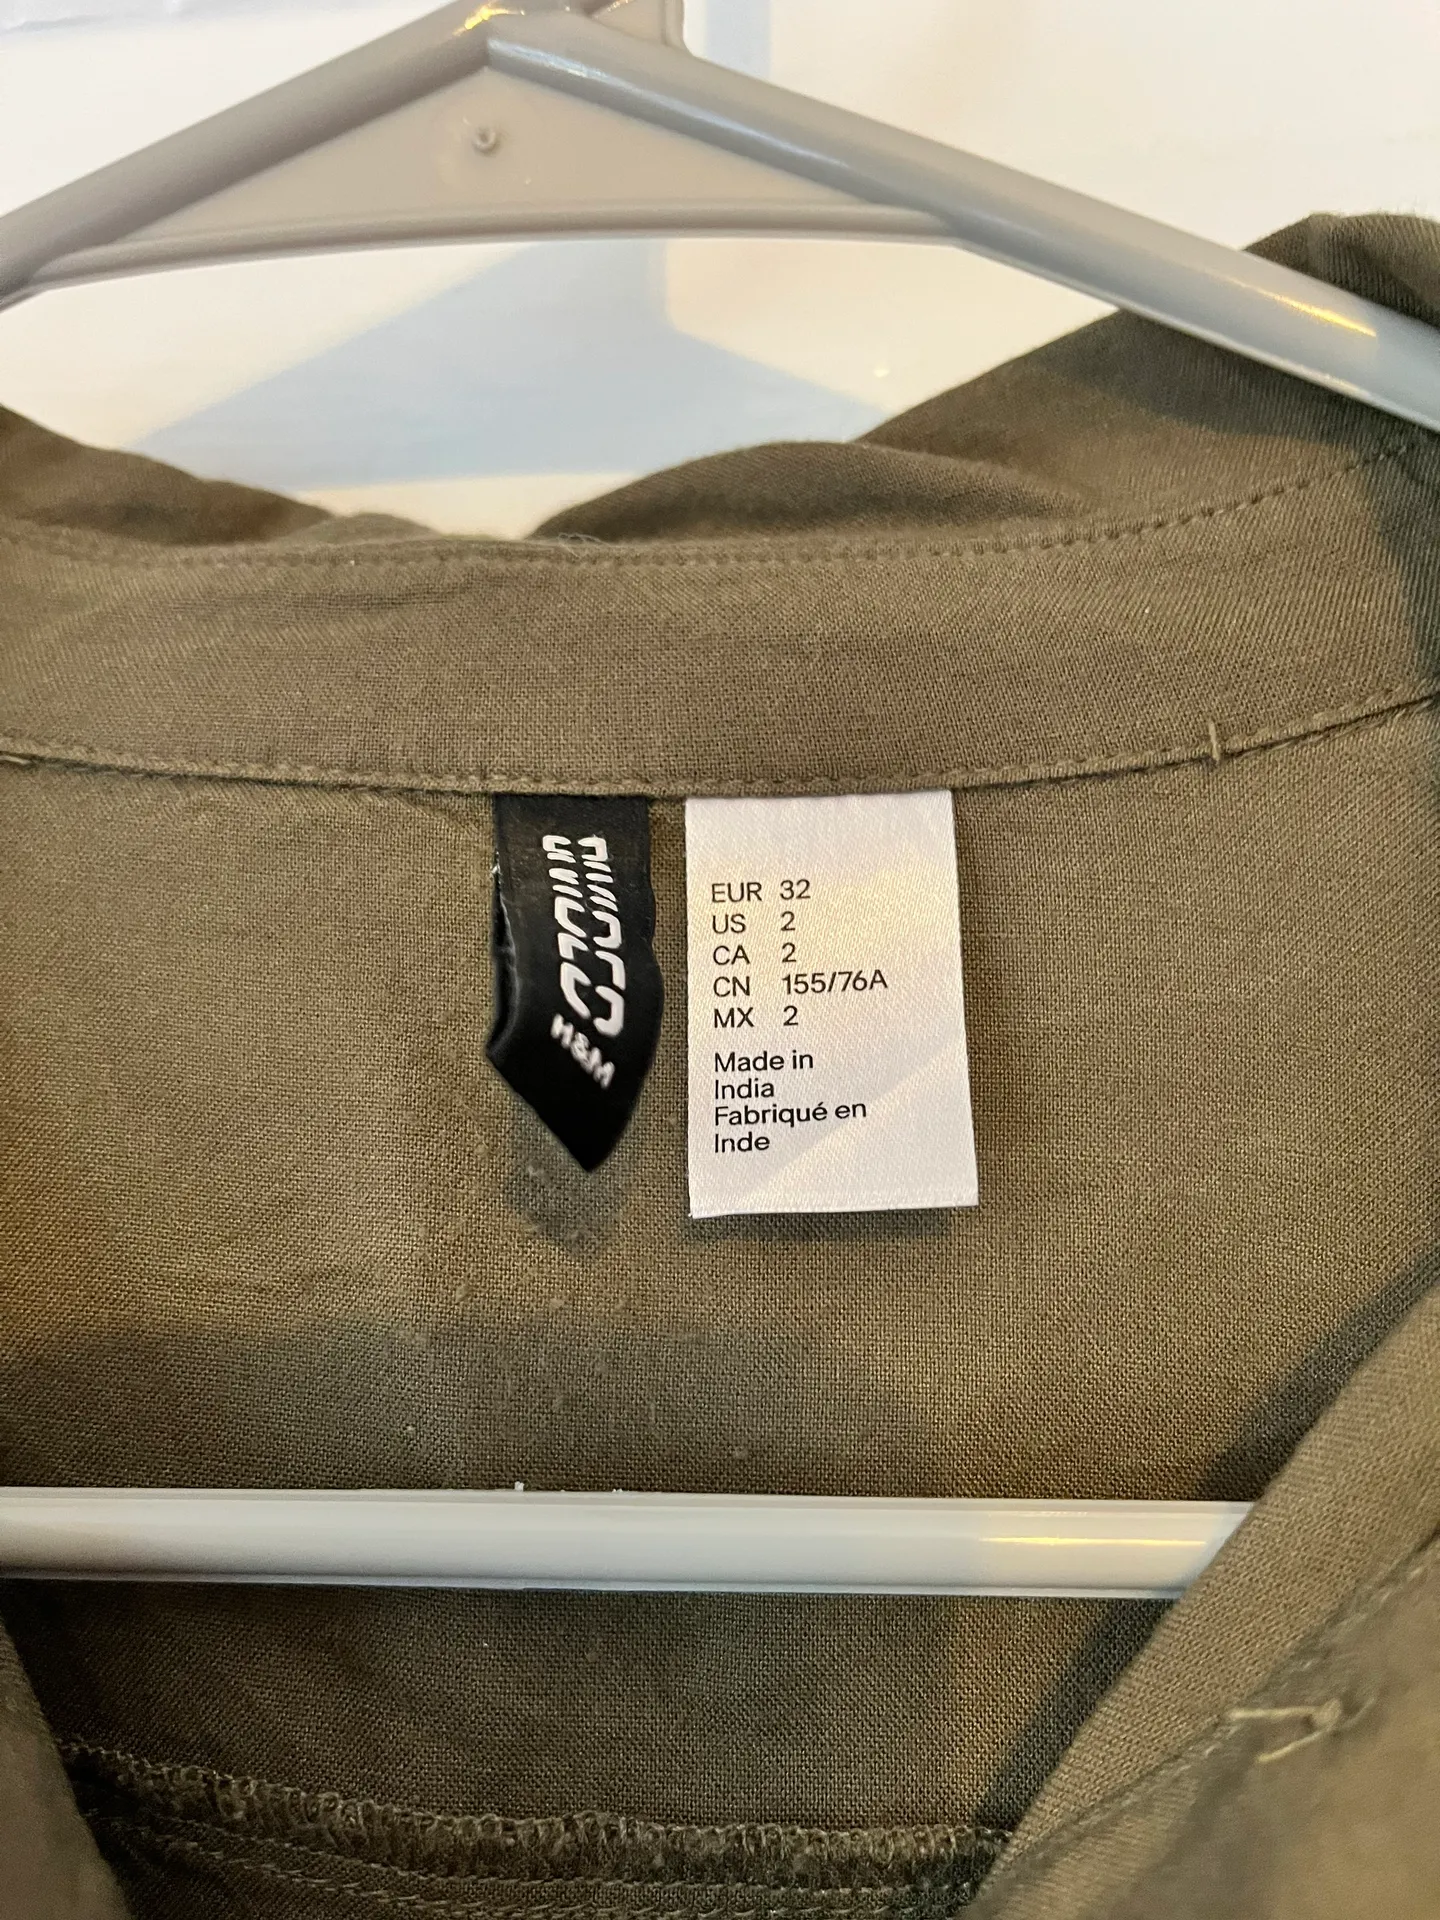 DIVIDED
H&M
EUR 32
US 2
CA 2
CN 155/76A
MX 2
Made in
India
Fabriqué en
Inde